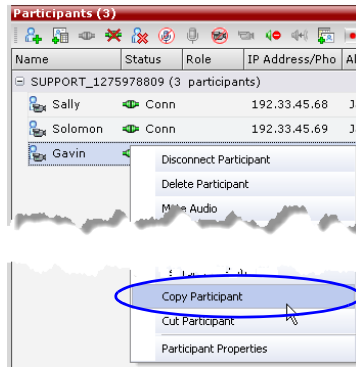 Participants (3)
Name Status Role IP Address/Pho Al
SUPPORT_1275978809 (3 participants)
Sally Conn 192.33.45.68 J
Solomon Conn 192.33.45.69 J
Gavin
Disconnect Participant
Delete Participant
Mute Audio
Copy Participant
Cut Participant
Participant Properties